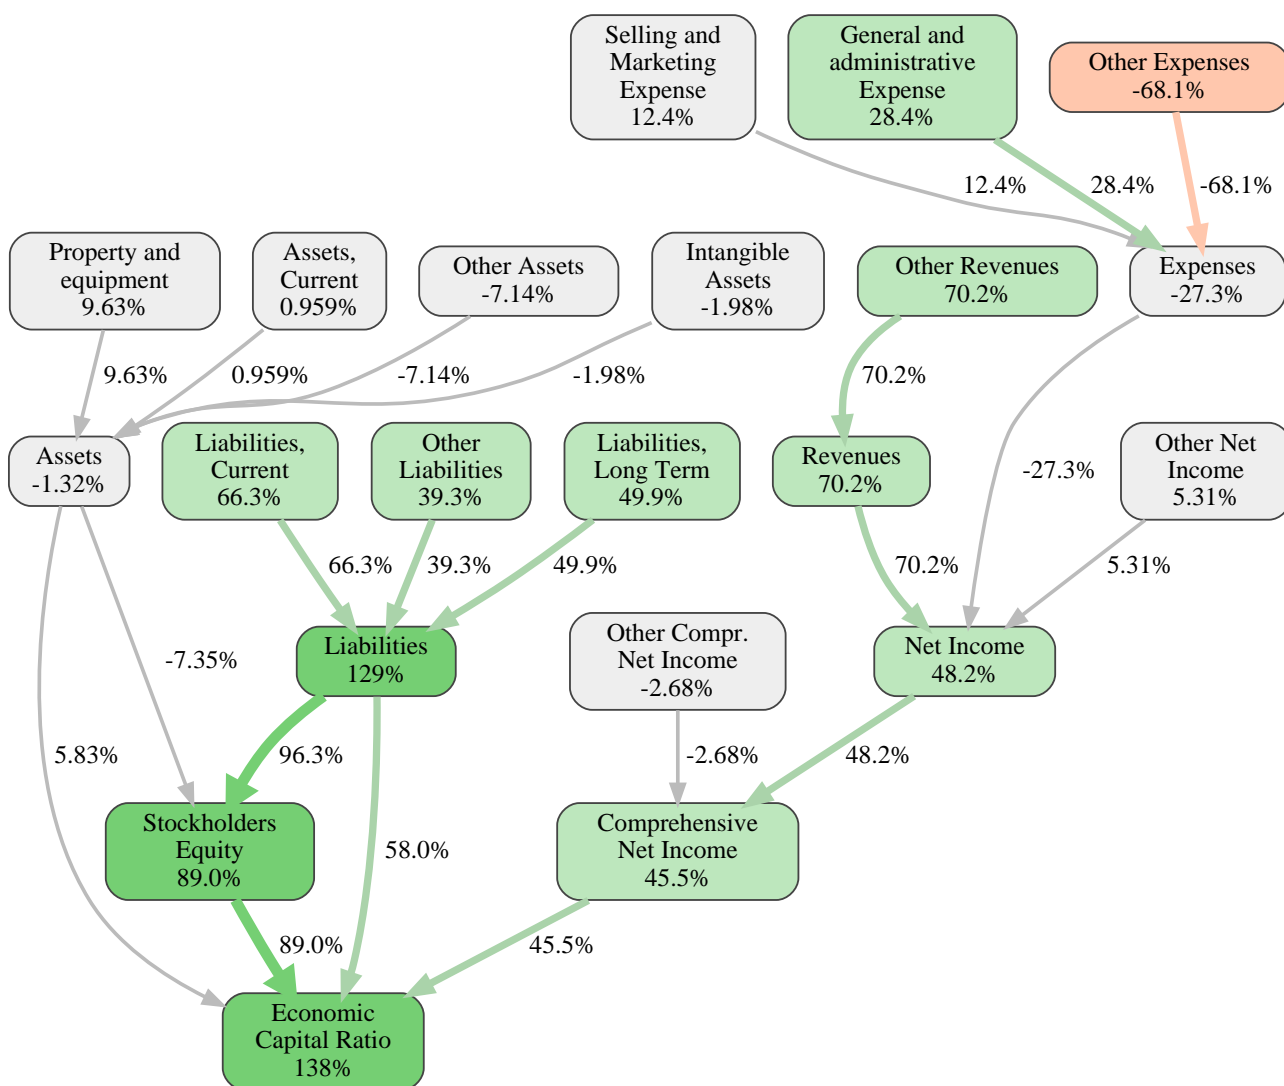 Selling and
Marketing
Expense
12.4%
General and
administrative
Expense
28.4%
Other Expenses
-68.1%
12.4%
28.4%
-68.1%
Property and
equipment
9.63%
Assets,
Current
0.959%
Other Assets
-7.14%
Intangible
Assets
-1.98%
Other Revenues
70.2%
Expenses
-27.3%
9.63%
0.959%
-7.14%
-1.98%
70.2%
Assets
-1.32%
Liabilities,
Current
66.3%
Other
Liabilities
39.3%
Liabilities,
Long Term
49.9%
Revenues
70.2%
-27.3%
Other Net
Income
5.31%
66.3%
39.3%
49.9%
70.2%
5.31%
-7.35%
Liabilities
129%
Other Compr.
Net Income
-2.68%
Net Income
48.2%
5.83%
96.3%
-2.68%
48.2%
Stockholders
Equity
89.0%
58.0%
Comprehensive
Net Income
45.5%
89.0%
45.5%
Economic
Capital Ratio
138%